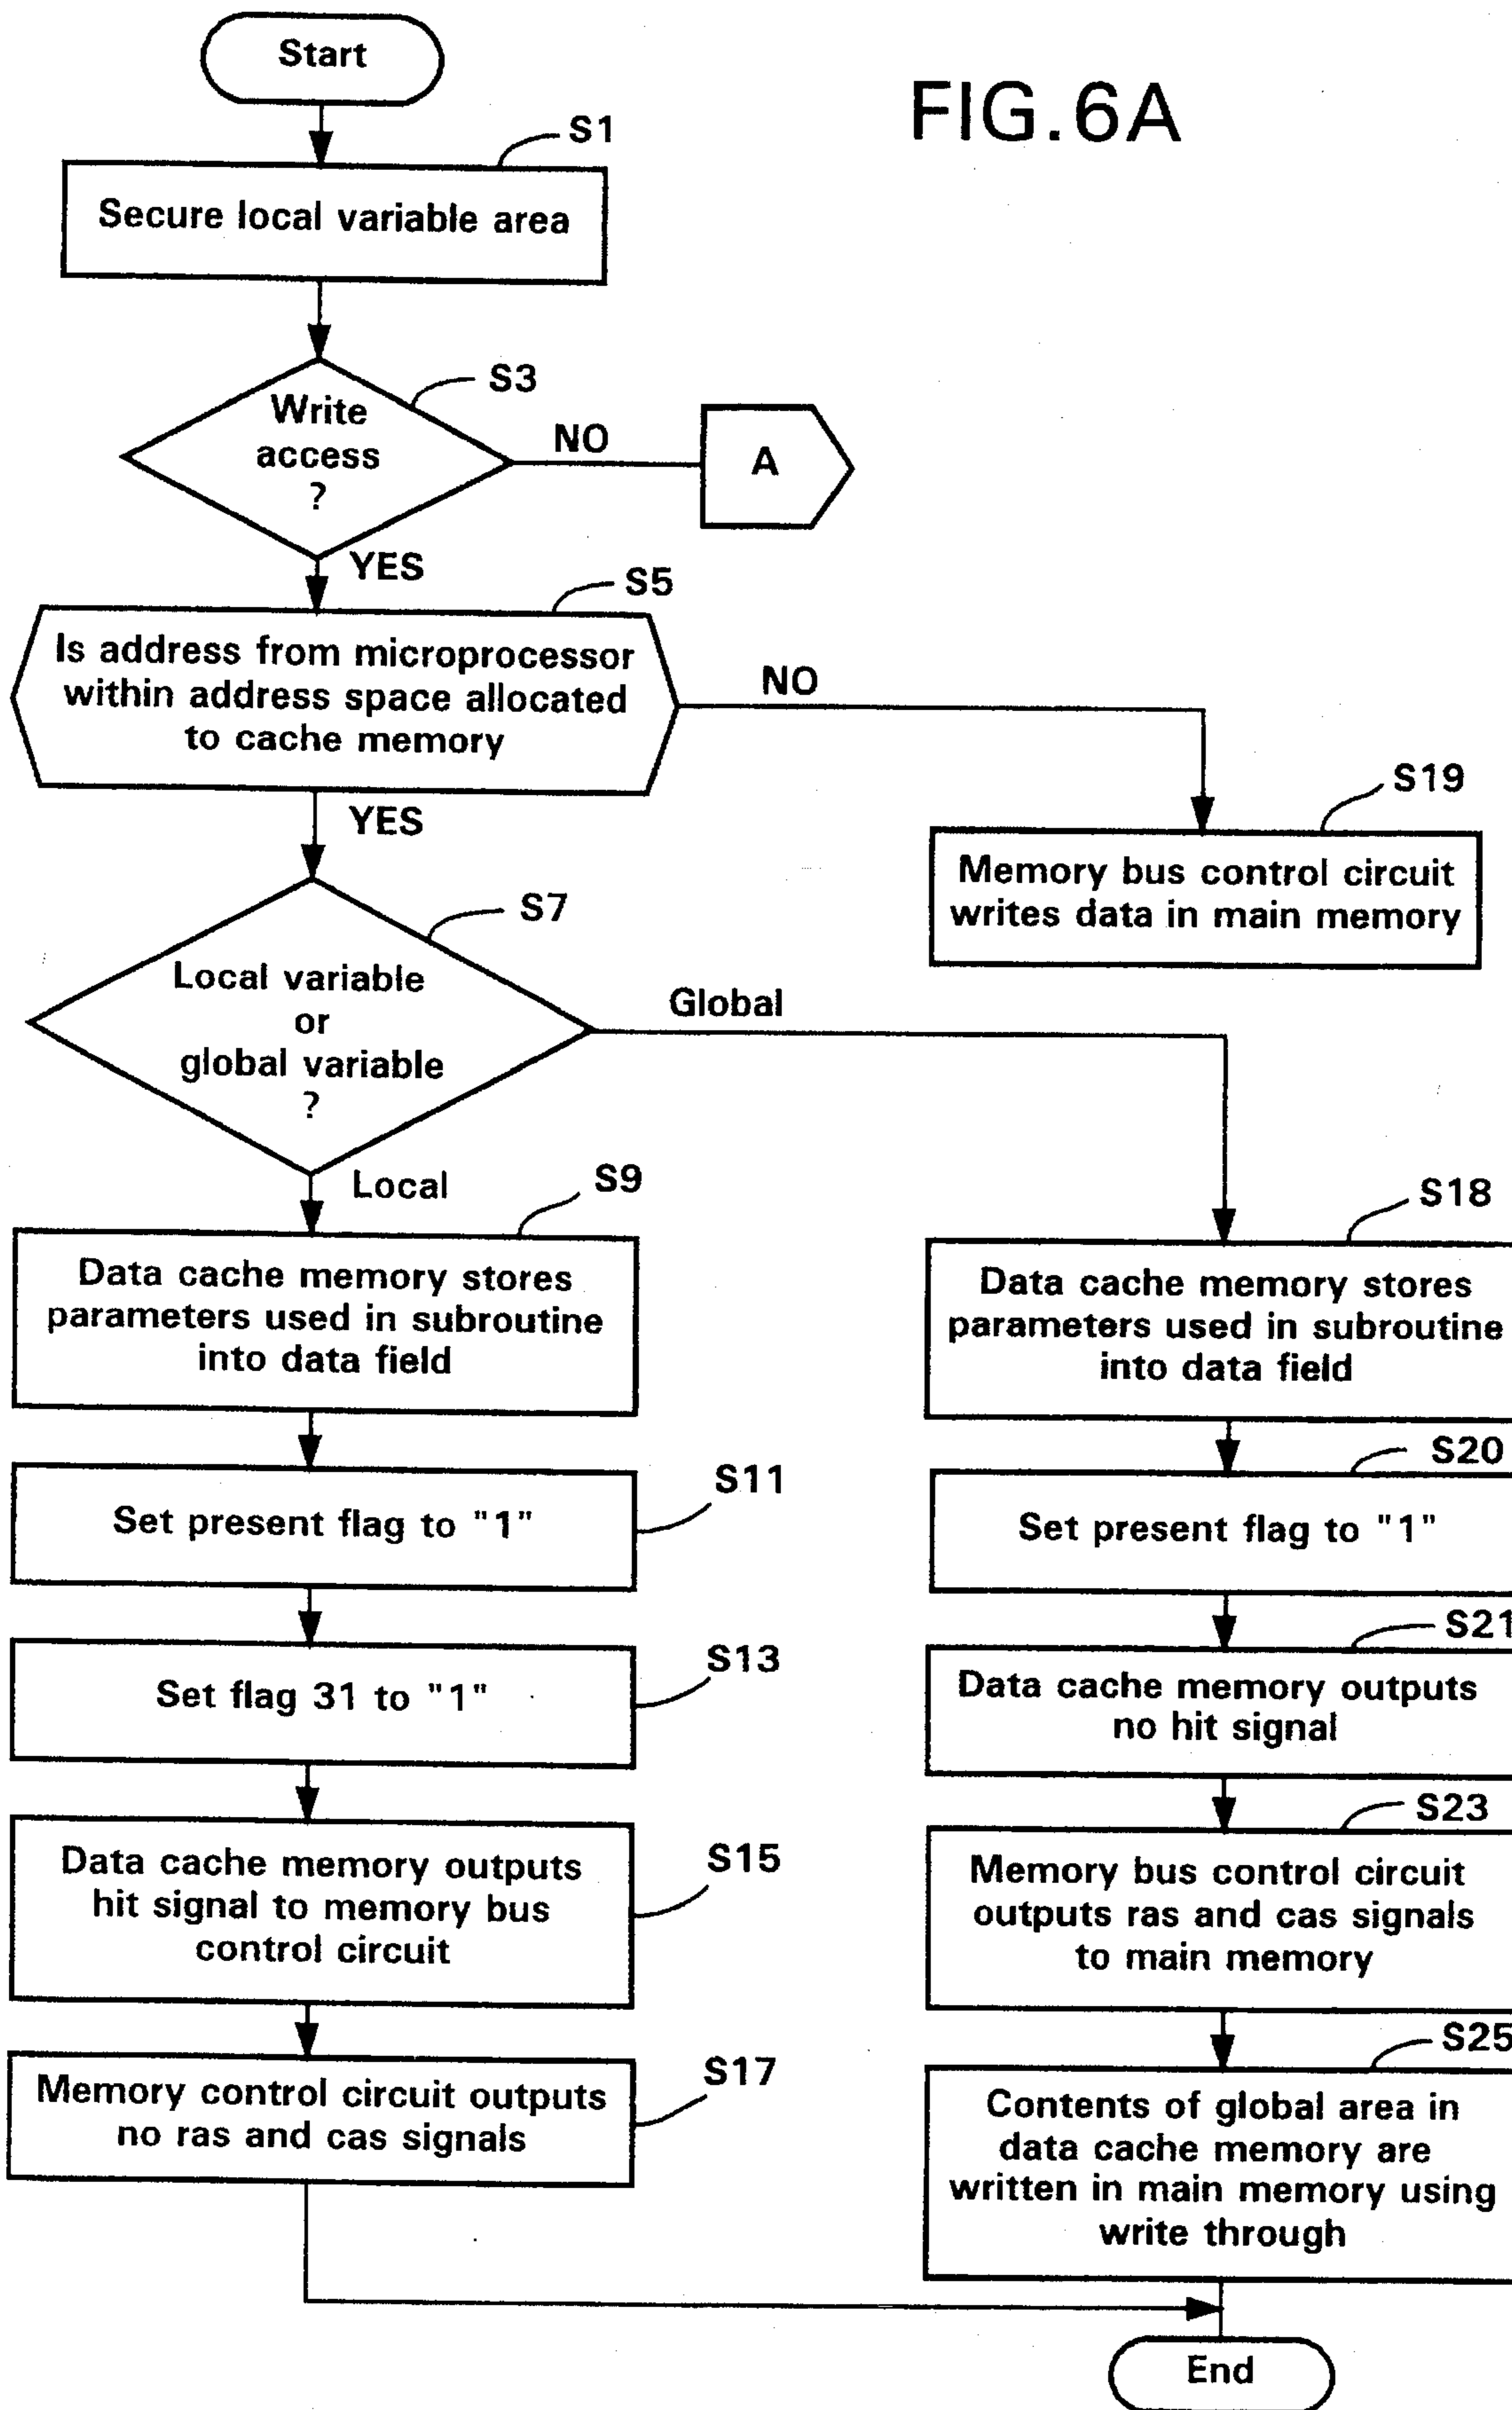 Start
FIG.6A
S1
Secure local variable area
S3
Write
access
?
NO
A
YES
S5
Is address from microprocessor
within address space allocated
to cache memory
NO
YES
S19
Memory bus control circuit
writes data in main memory
S7
Local variable
or
global variable
?
Global
Local
S9
Data cache memory stores
parameters used in subroutine
into data field
S18
Data cache memory stores
parameters used in subroutine
into data field
S11
Set present flag to "1"
S20
Set present flag to "1"
S13
Set flag 31 to "1"
S21
Data cache memory outputs
no hit signal
S15
Data cache memory outputs
hit signal to memory bus
control circuit
S23
Memory bus control circuit
outputs ras and cas signals
to main memory
S17
Memory control circuit outputs
no ras and cas signals
S25
Contents of global area in
data cache memory are
written in main memory using
write through
End